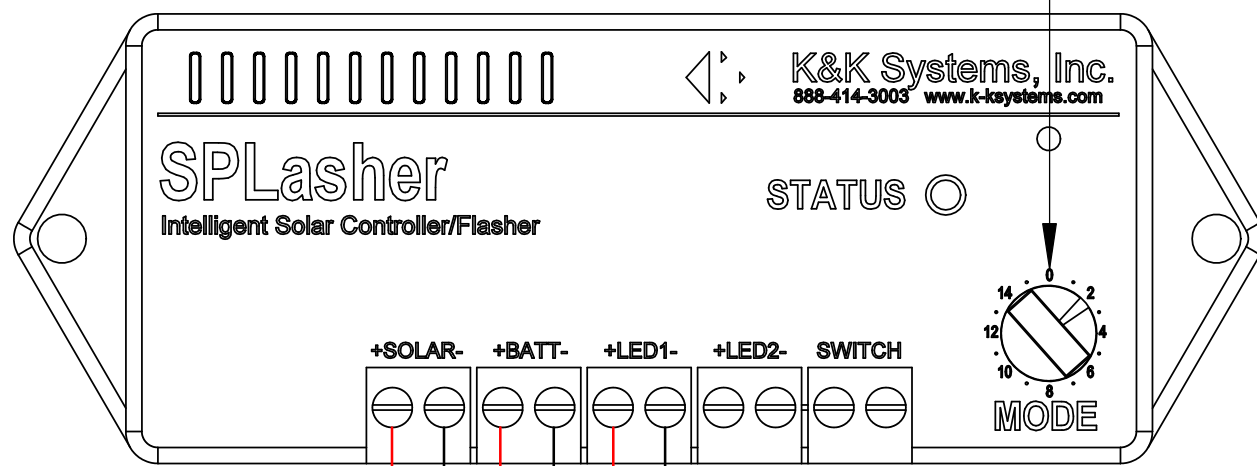 K&K Systems, Inc.
888-414-3003 www.k-ksystems.com
SPLasher
Intelligent Solar Controller/Flasher
STATUS
0
14 2
12 4
10 6
8
MODE
+SOLAR- +BATT- +LED1- +LED2- SWITCH